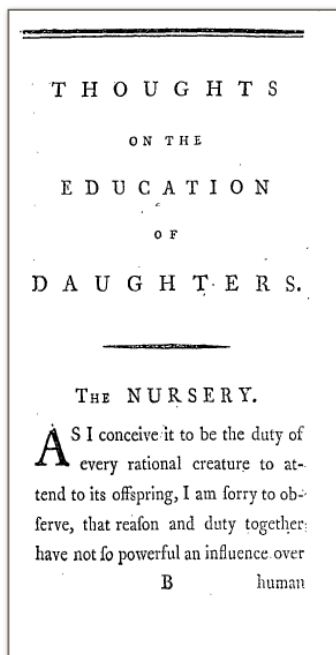 THOUGHTS
ON THE
EDUCATION
OF
DAUGHTERS.
THE NURSERY.
AS I conceive it to be the duty of
every rational creature to at-
tend to its offspring, I am ſorry to ob-
ſerve, that reaſon and duty together
have not ſo powerful an influence over
B human